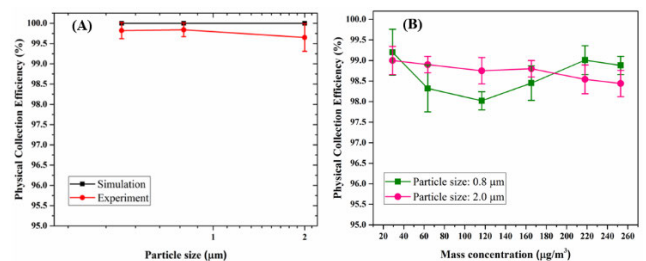 (A)
Physical Collection Efficiency (%)
100.0
99.5
99.0
98.5
98.0
97.5
97.0
96.5
96.0
95.5
95.0
Simulation
Experiment
1
2
Particle size (μm)
(B)
Physical Collection Efficiency (%)
100.0
99.5
99.0
98.5
98.0
97.5
97.0
96.5
96.0
95.5
95.0
Particle size: 0.8 μm
Particle size: 2.0 μm
20 40 60 80 100 120 140 160 180 200 220 240 260
Mass concentration (μg/m³)